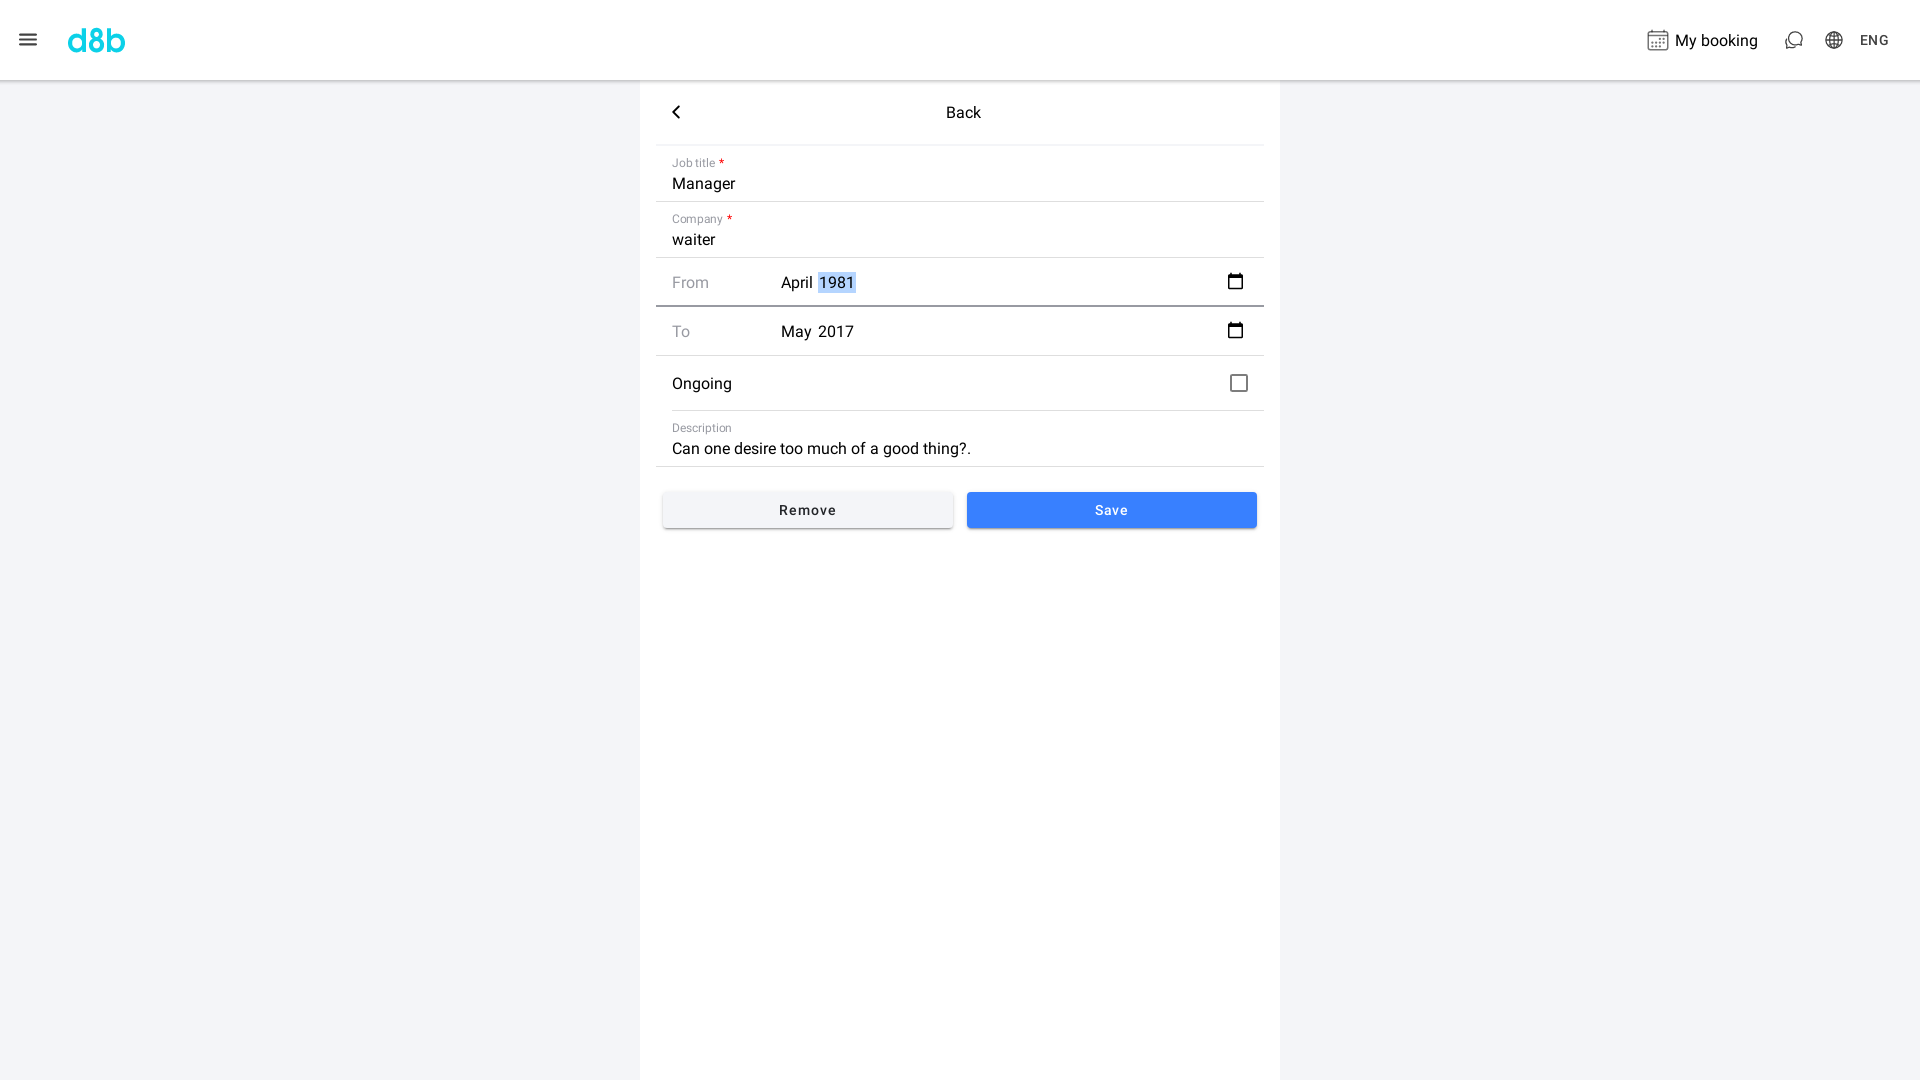 d8b
My booking
ENG
Back
Job title *
Manager
Company *
waiter
From April 1981
To May 2017
Ongoing
Description
Can one desire too much of a good thing?.
Remove Save